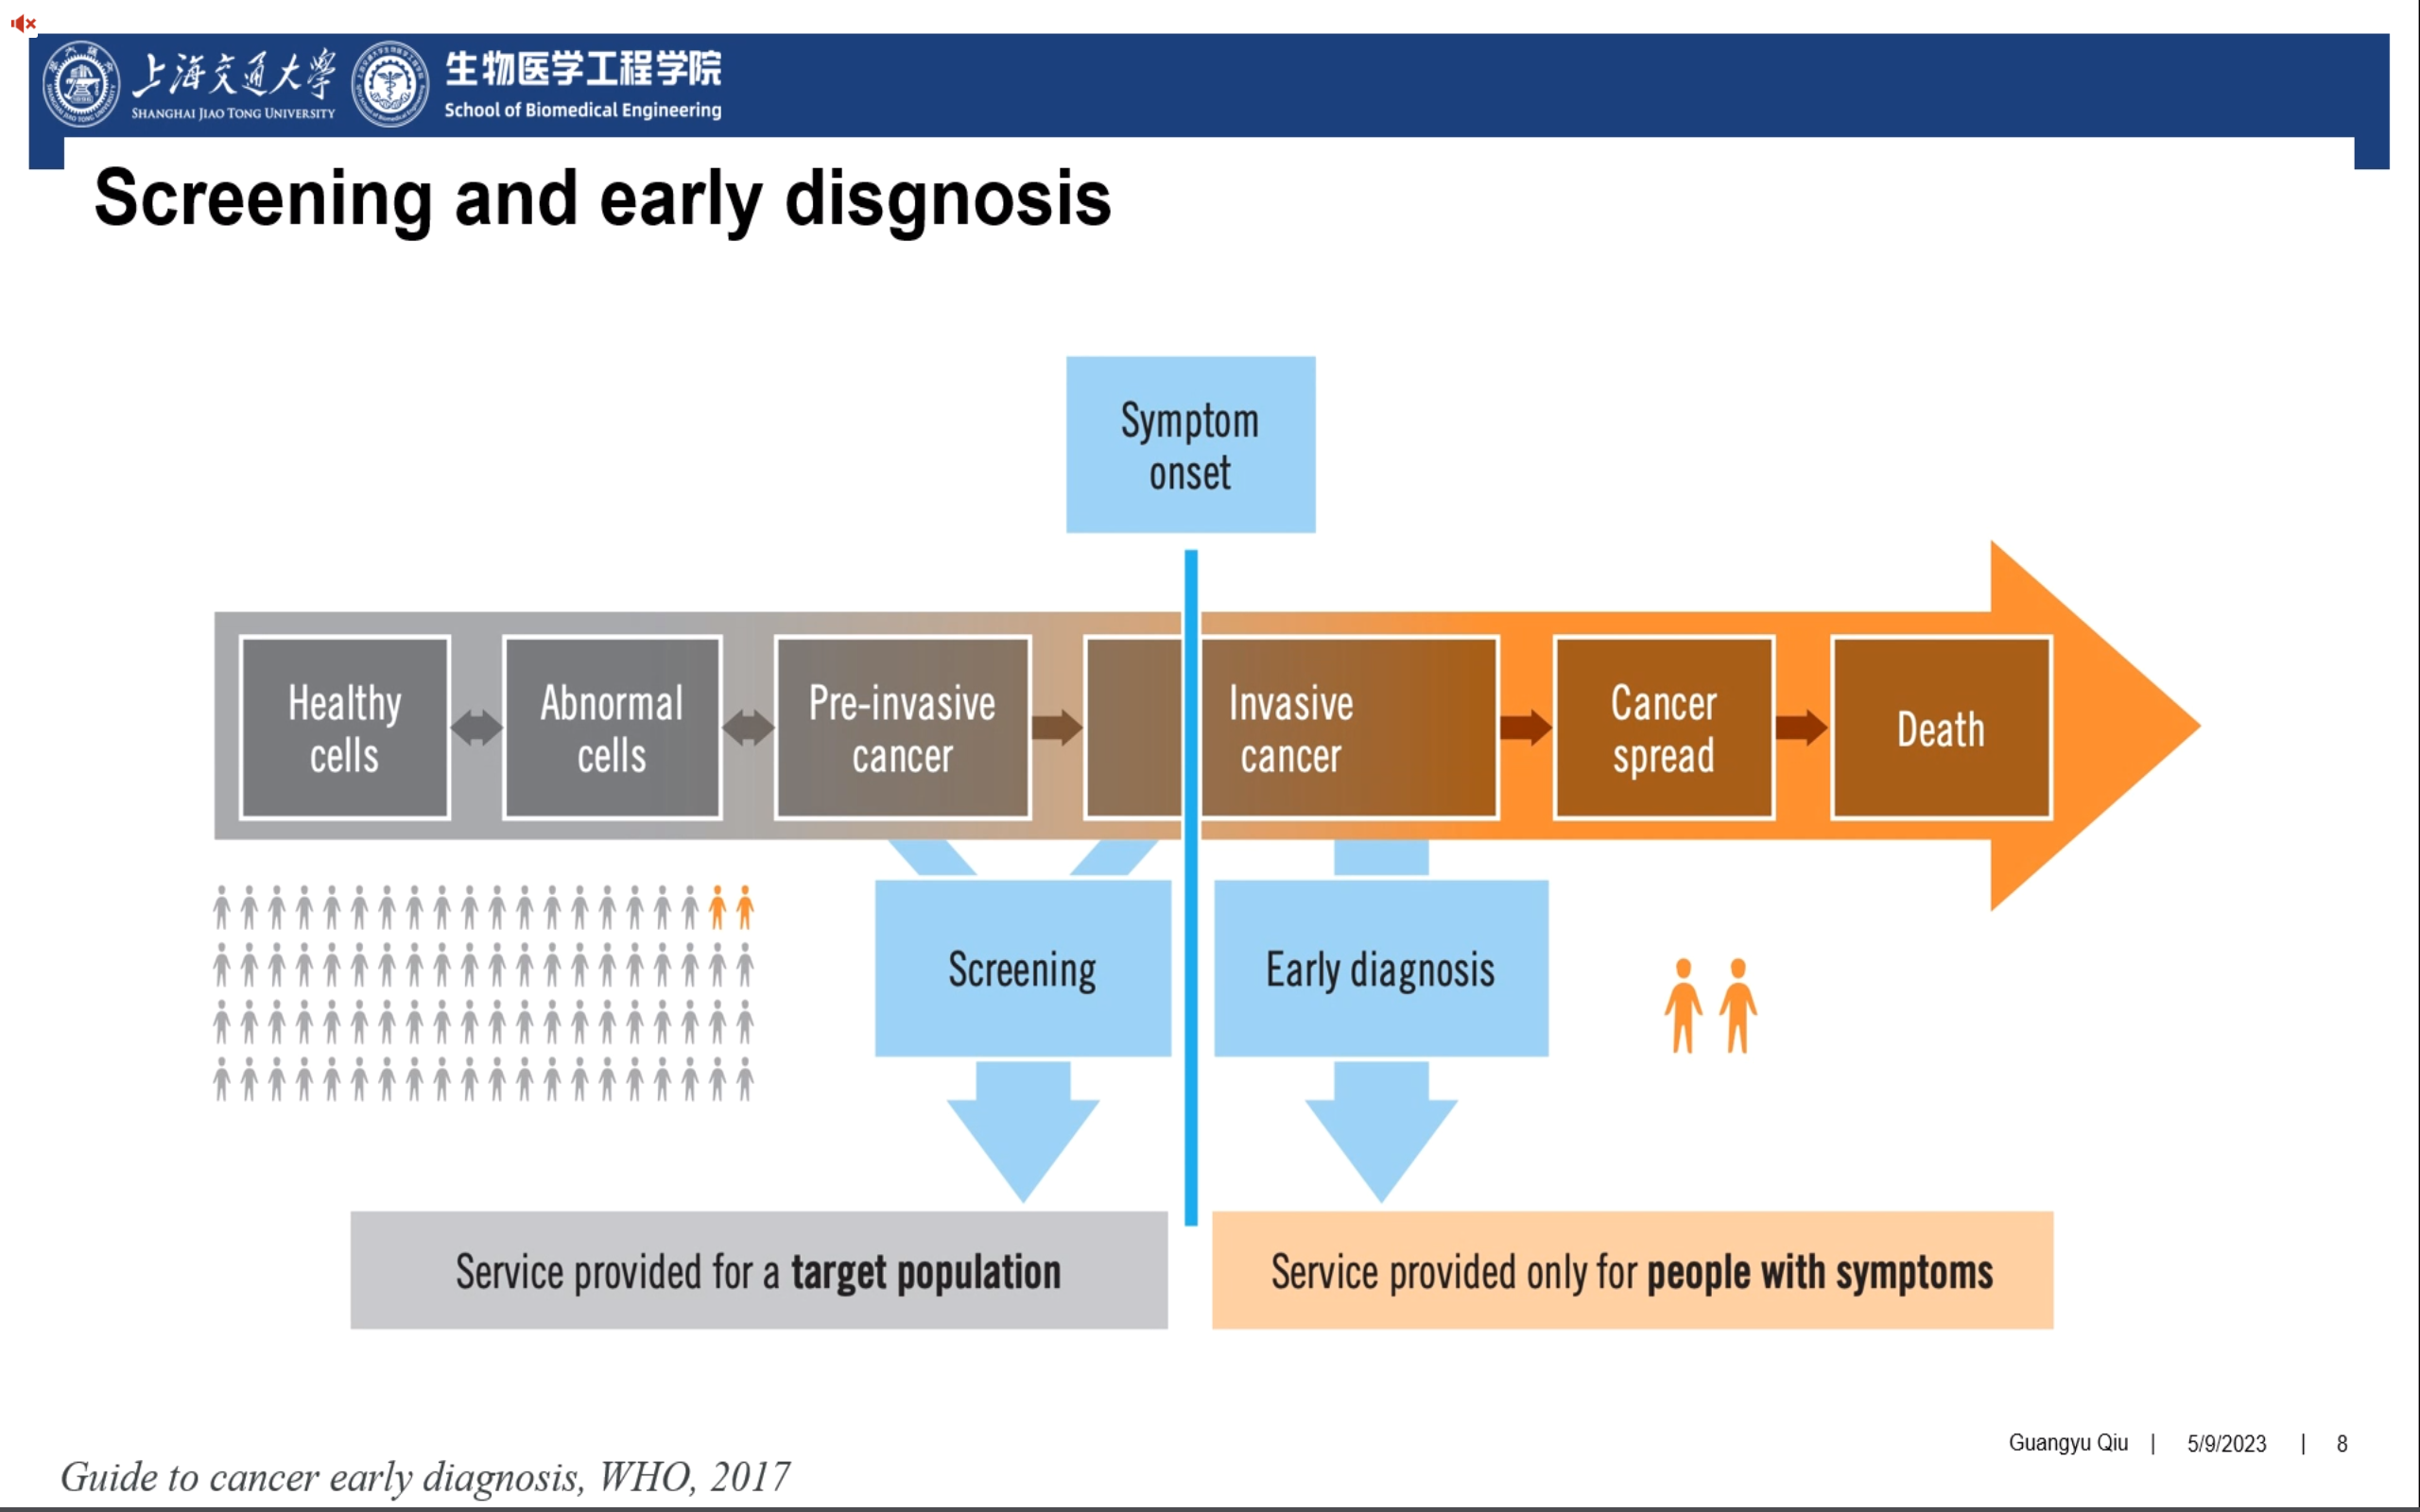 上海交通大学
SHANGHAI JIAO TONG UNIVERSITY
生物医学工程学院
School of Biomedical Engineering
Screening and early disgnosis
Symptom
onset
Healthy
cells
Abnormal
cells
Pre-invasive
cancer
Invasive
cancer
Cancer
spread
Death
Screening
Early diagnosis
Service provided for a target population
Service provided only for people with symptoms
Guangyu Qiu | 5/9/2023 | 8
Guide to cancer early diagnosis, WHO, 2017